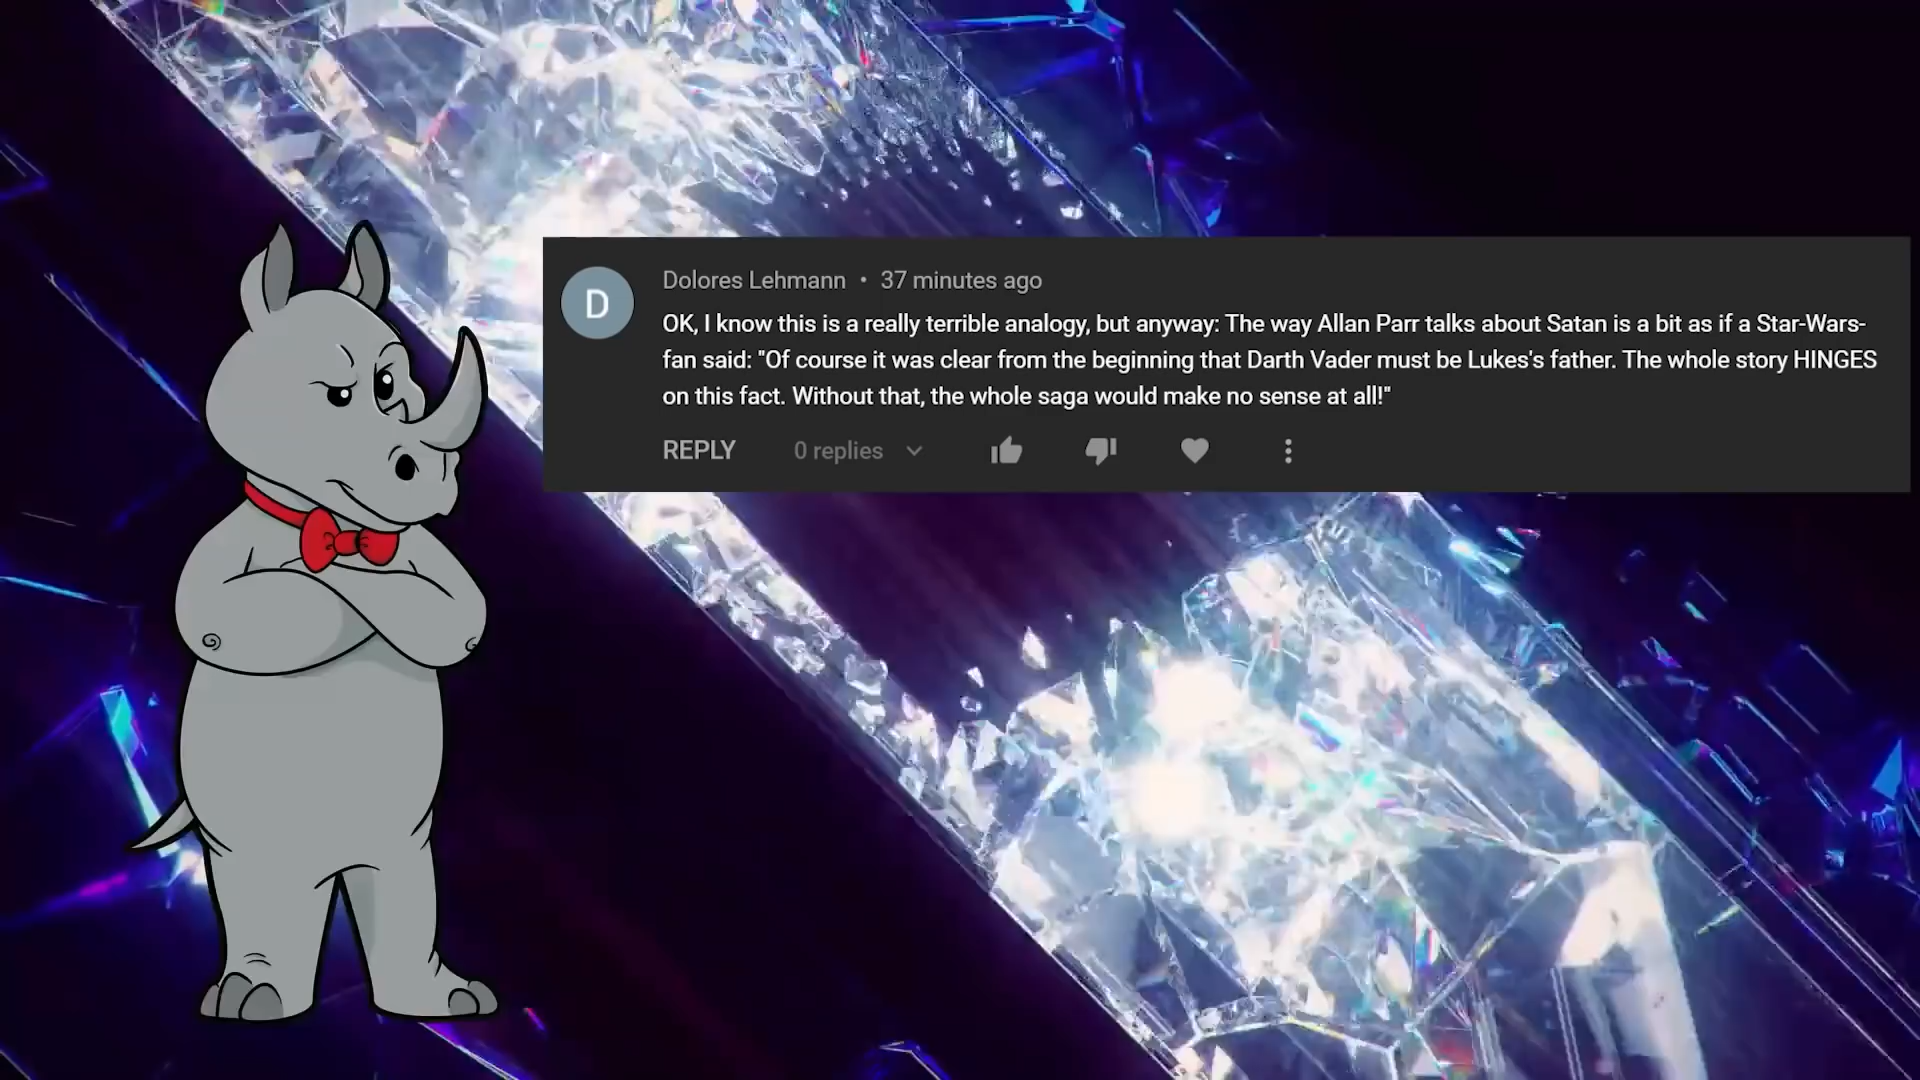 D
Dolores Lehmann • 37 minutes ago
OK, I know this is a really terrible analogy, but anyway: The way Allan Parr talks about Satan is a bit as if a Star-Wars-
fan said: "Of course it was clear from the beginning that Darth Vader must be Lukes's father. The whole story HINGES
on this fact. Without that, the whole saga would make no sense at all!"
REPLY 0 replies